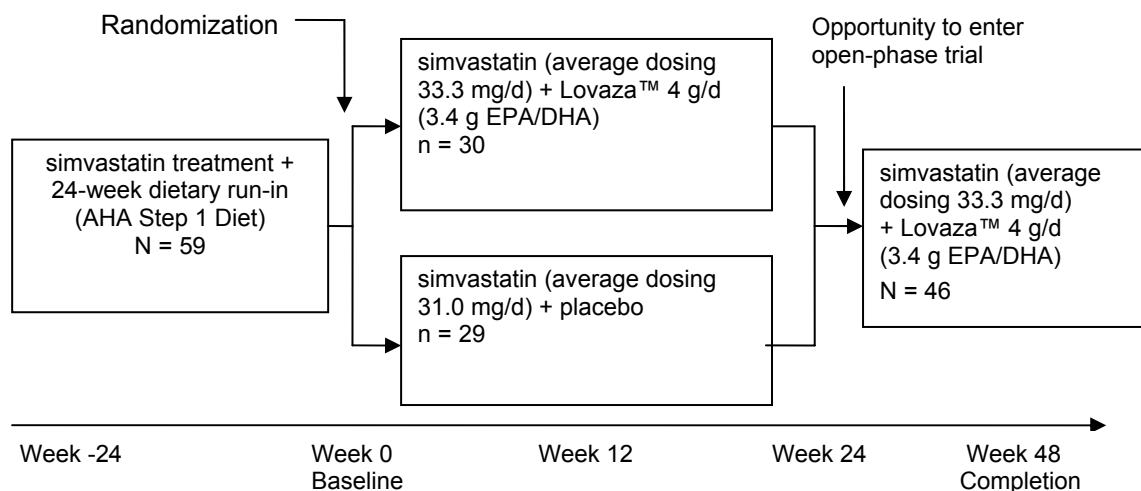 Randomization
Opportunity to enter
open-phase trial
simvastatin treatment +
24-week dietary run-in
(AHA Step 1 Diet)
N = 59
simvastatin (average dosing
33.3 mg/d) + Lovaza™ 4 g/d
(3.4 g EPA/DHA)
n = 30
simvastatin (average dosing
31.0 mg/d) + placebo
n = 29
simvastatin (average
dosing 33.3 mg/d)
+ Lovaza™ 4 g/d
(3.4 g EPA/DHA)
N = 46
Week -24
Week 0
Baseline
Week 12
Week 24
Week 48
Completion